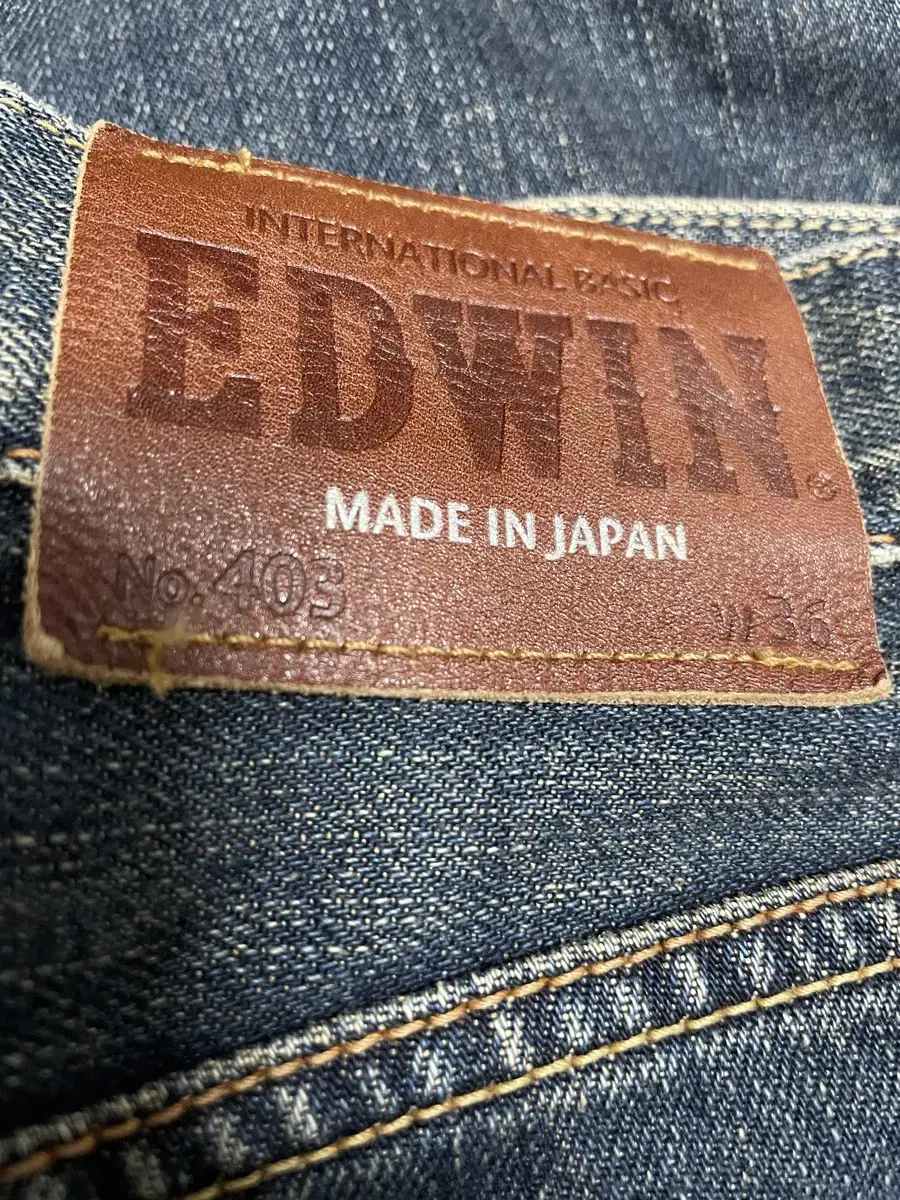 INTERNATIONAL BASIC
EDWIN®
MADE IN JAPAN
No. 403 W36